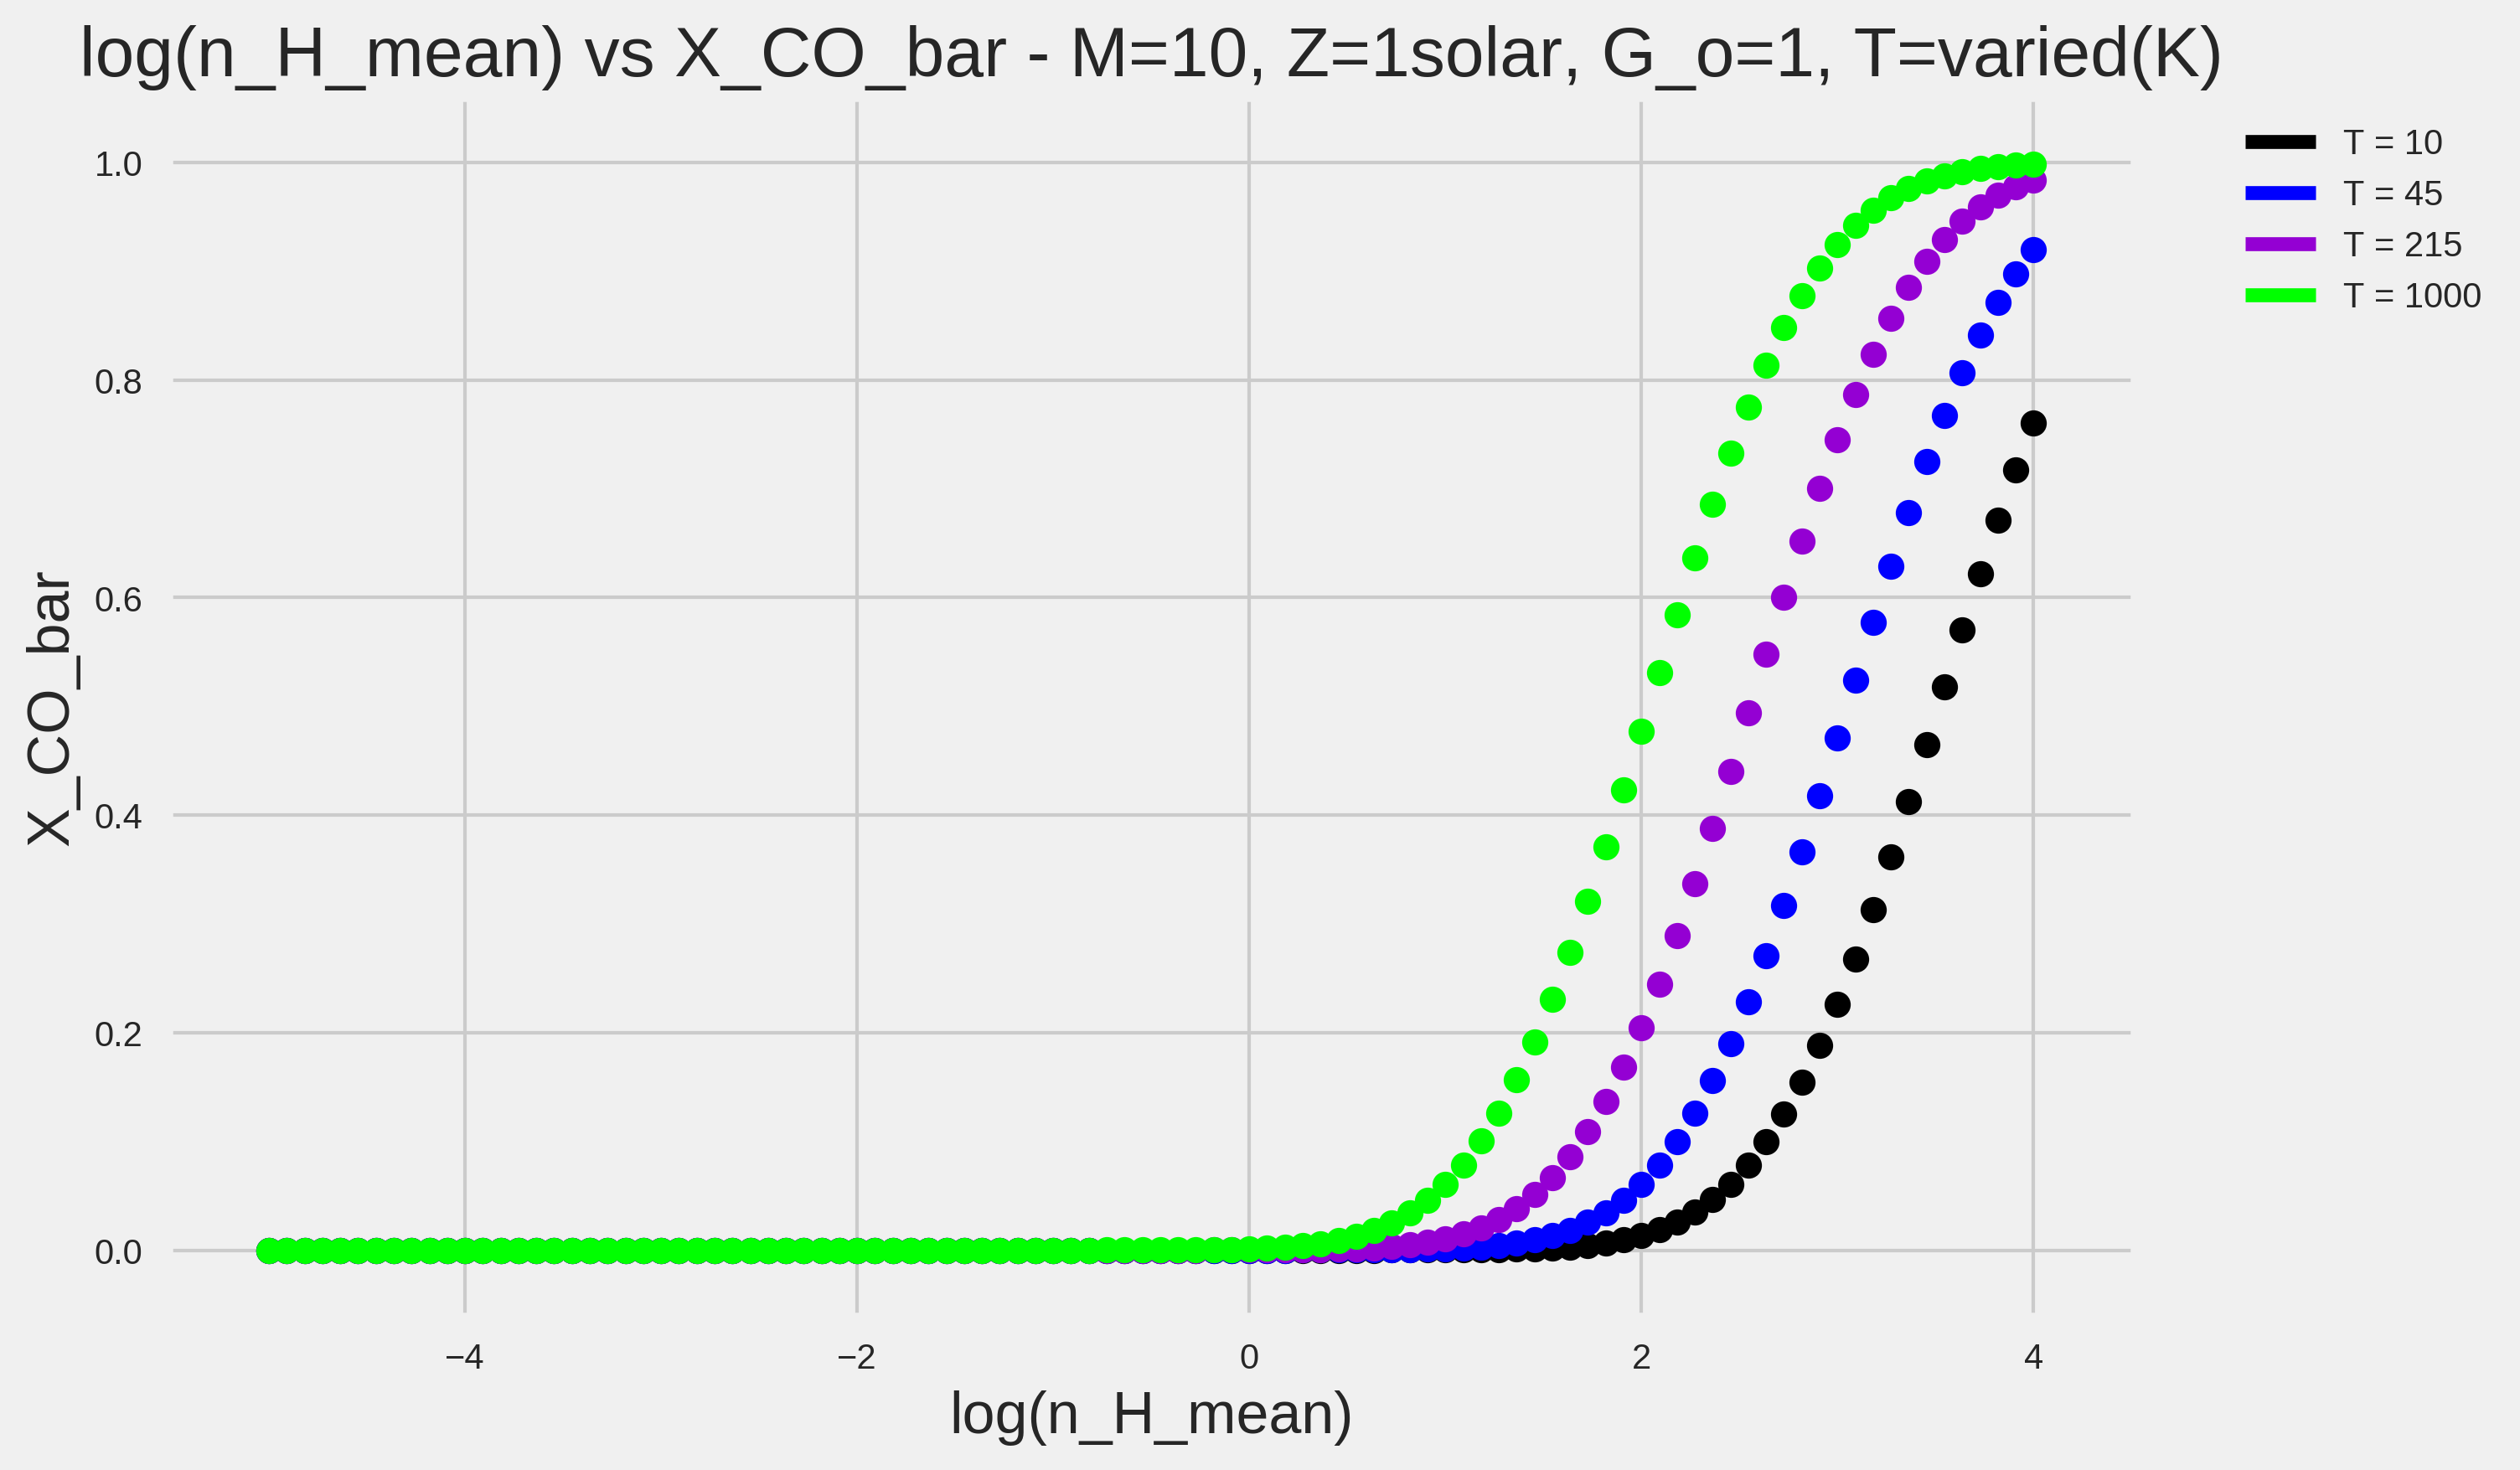 log(n_H_mean) vs X_CO_bar - M=10, Z=1solar, G_o=1, T=varied(K)
T = 10
T = 45
T = 215
T = 1000
X_CO_bar
1.0
0.8
0.6
0.4
0.2
0.0
−4
−2
0
2
4
log(n_H_mean)